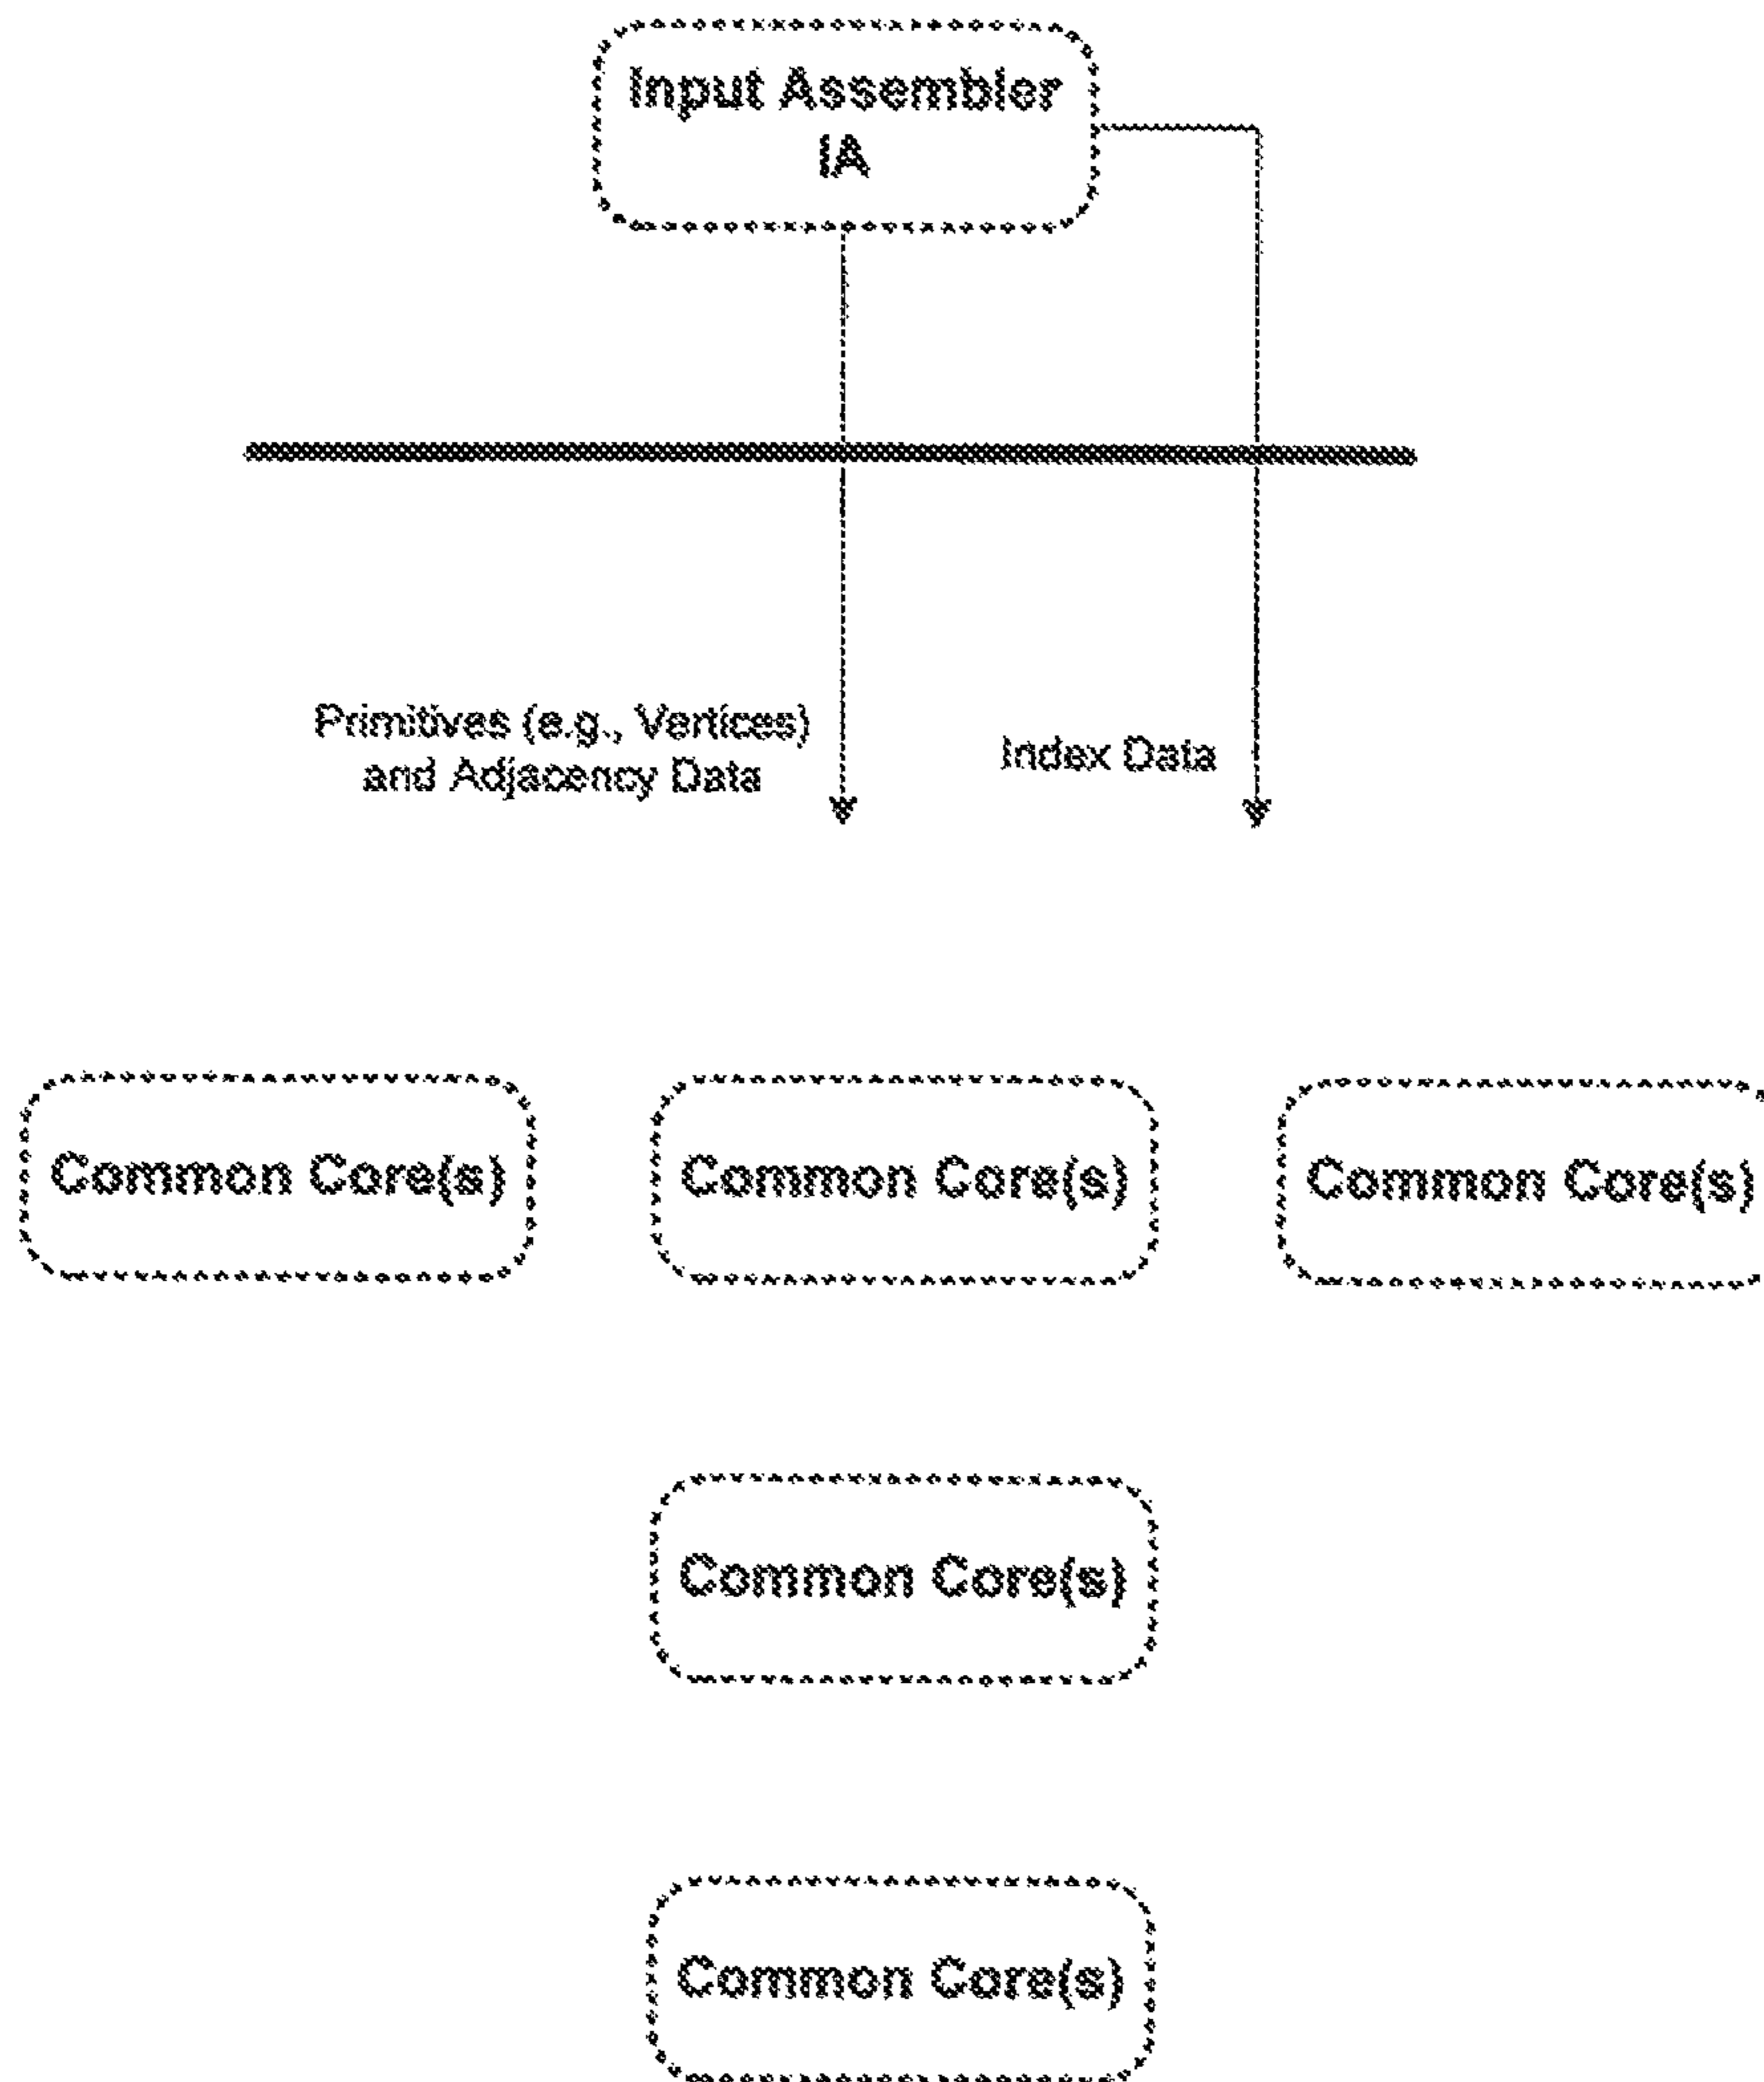 Input Assembler
IA
Primitives (e.g., Vertices)
and Adjacency Data
Index Data
Common Core(s)
Common Core(s)
Common Core(s)
Common Core(s)
Common Core(s)